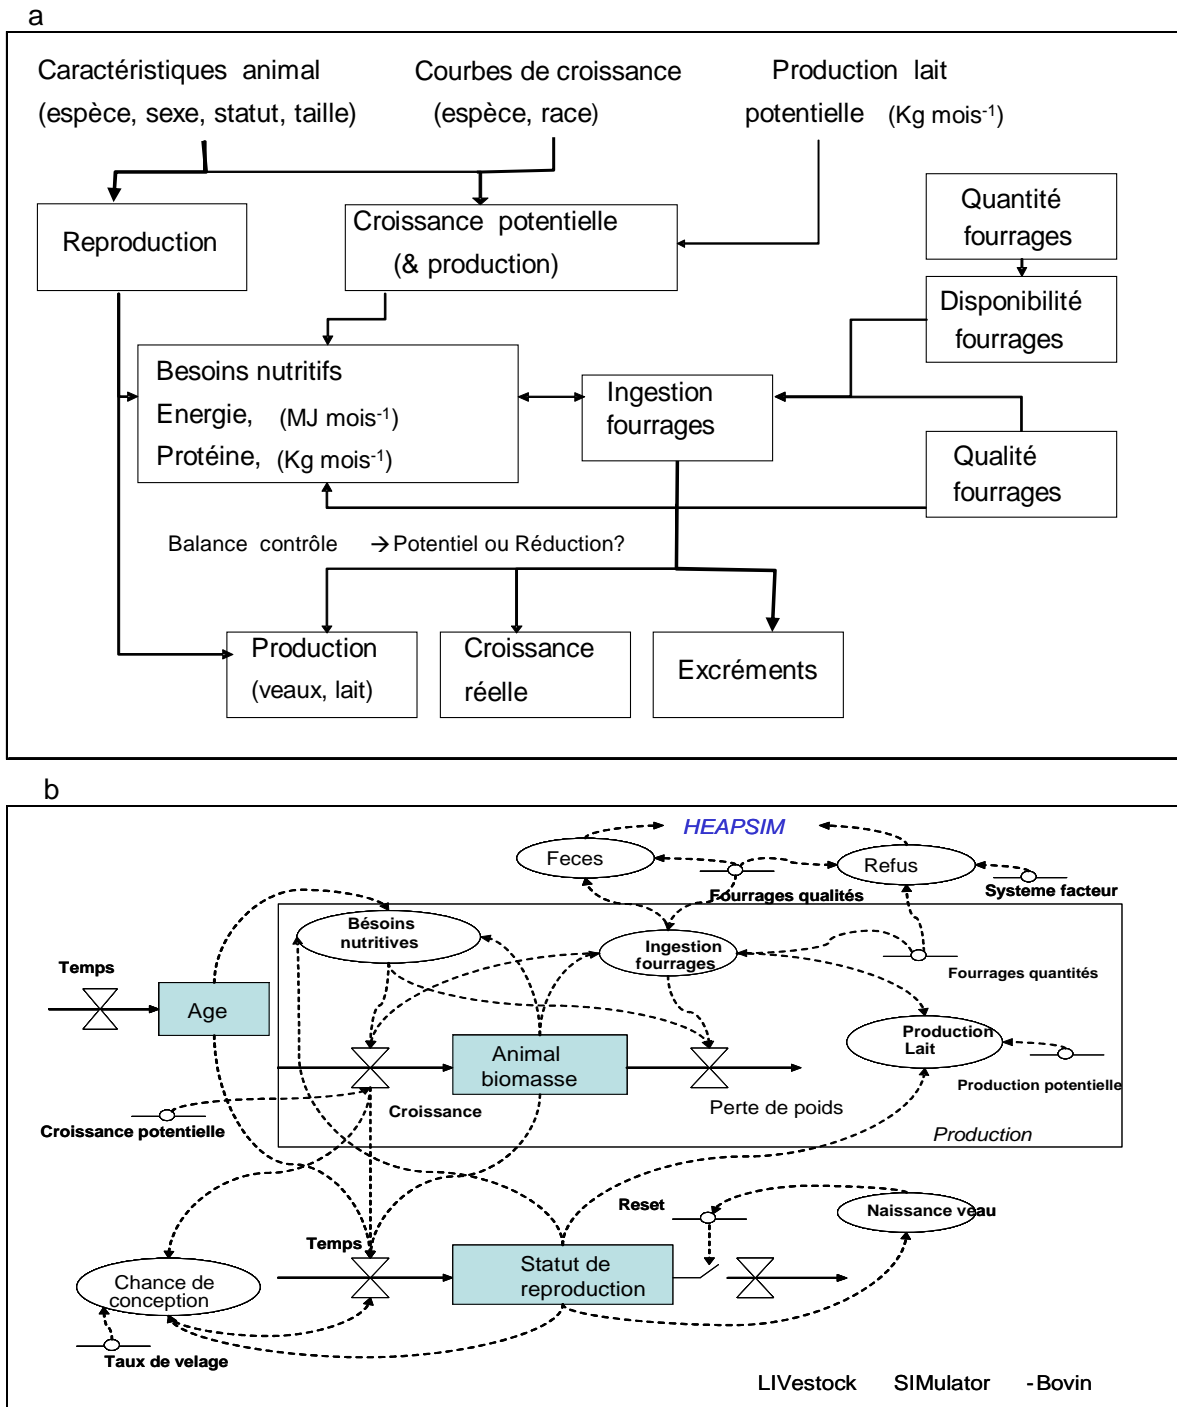 a
Caractéristiques animal
(espèce, sexe, statut, taille)
Courbes de croissance
(espèce, race)
Production lait
potentielle (Kg mois⁻¹)
Reproduction
Croissance potentielle
(& production)
Quantité
fourrages
Disponibilité
fourrages
Besoins nutritifs
Energie, (MJ mois⁻¹)
Protéine, (Kg mois⁻¹)
Ingestion
fourrages
Qualité
fourrages
Balance contrôle → Potentiel ou Réduction?
Production
(veaux, lait)
Croissance
réelle
Excréments
b
HEAPSIM
Feces
Refus
Fourrages qualités
Systeme facteur
Bésoins
nutritives
Ingestion
fourrages
Fourrages quantités
Temps
Age
Animal
biomasse
Production
Lait
Production potentielle
Croissance
Perte de poids
Croissance potentielle
Production
Reset
Naissance veau
Temps
Statut de
reproduction
Chance de
conception
Taux de velage
LIVestock SIMulator -Bovin